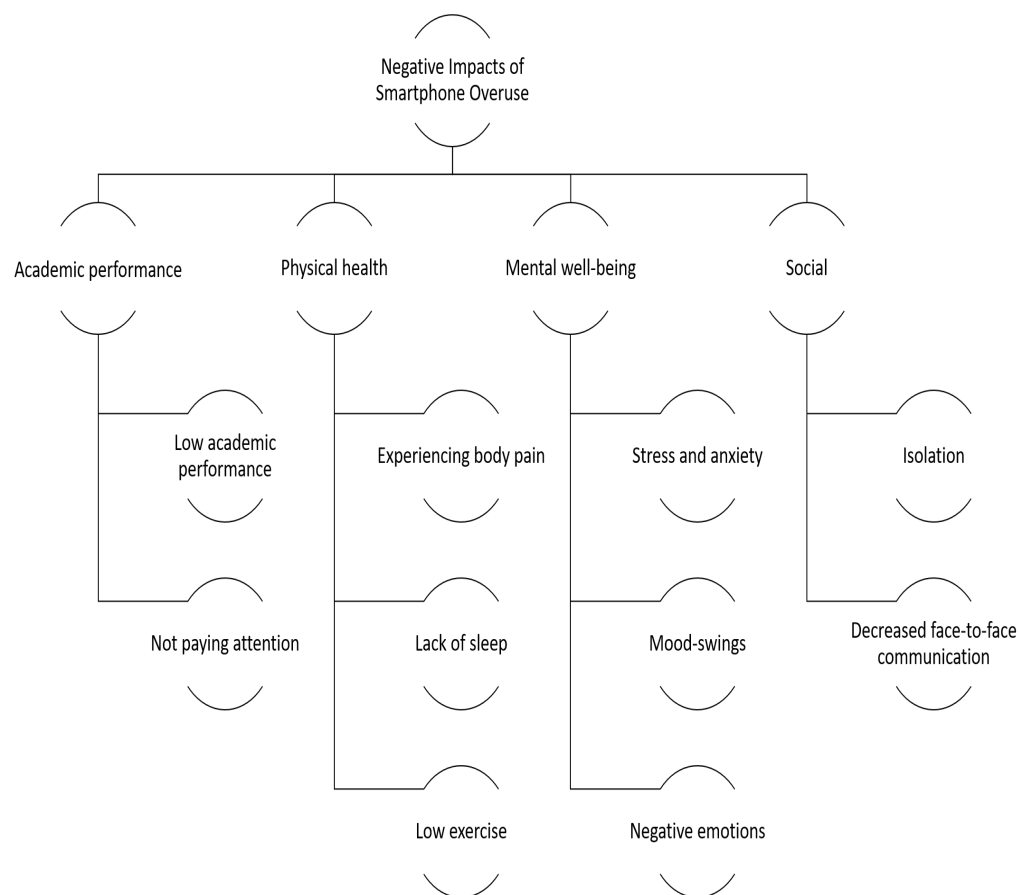 Negative Impacts of
Smartphone Overuse
Academic performance
Physical health
Mental well-being
Social
Low academic
performance
Experiencing body pain
Stress and anxiety
Isolation
Not paying attention
Lack of sleep
Mood-swings
Decreased face-to-face
communication
Low exercise
Negative emotions